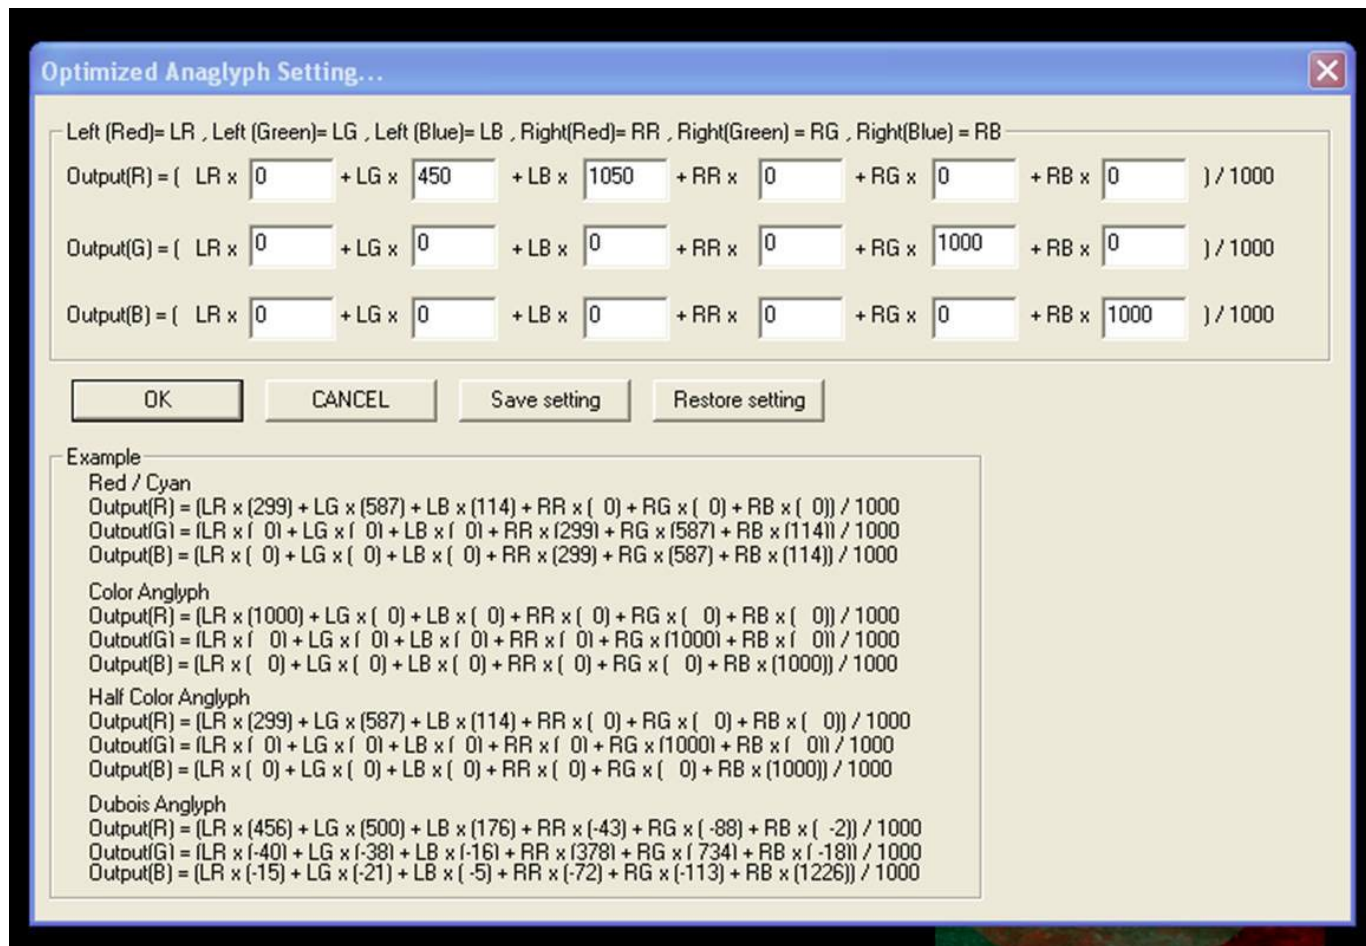 Optimized Anaglyph Setting...
Left (Red)= LR , Left (Green)= LG , Left (Blue)= LB , Right(Red)= RR , Right(Green) = RG , Right(Blue) = RB
Output(R) = ( LR x 0 + LG x 450 + LB x 1050 + RR x 0 + RG x 0 + RB x 0 ) / 1000
Output(G) = ( LR x 0 + LG x 0 + LB x 0 + RR x 0 + RG x 1000 + RB x 0 ) / 1000
Output(B) = ( LR x 0 + LG x 0 + LB x 0 + RR x 0 + RG x 0 + RB x 1000 ) / 1000
OK CANCEL Save setting Restore setting
Example
Red / Cyan
Output(R) = (LR x (299) + LG x (587) + LB x (114) + RR x ( 0) + RG x ( 0) + RB x ( 0)) / 1000
Output(G) = (LR x ( 0) + LG x ( 0) + LB x ( 0) + RR x (299) + RG x (587) + RB x (114)) / 1000
Output(B) = (LR x ( 0) + LG x ( 0) + LB x ( 0) + RR x (299) + RG x (587) + RB x (114)) / 1000
Color Anglyph
Output(R) = (LR x (1000) + LG x ( 0) + LB x ( 0) + RR x ( 0) + RG x ( 0) + RB x ( 0)) / 1000
Output(G) = (LR x ( 0) + LG x ( 0) + LB x ( 0) + RR x ( 0) + RG x (1000) + RB x ( 0)) / 1000
Output(B) = (LR x ( 0) + LG x ( 0) + LB x ( 0) + RR x ( 0) + RG x ( 0) + RB x (1000)) / 1000
Half Color Anglyph
Output(R) = (LR x (299) + LG x (587) + LB x (114) + RR x ( 0) + RG x ( 0) + RB x ( 0)) / 1000
Output(G) = (LR x ( 0) + LG x ( 0) + LB x ( 0) + RR x ( 0) + RG x (1000) + RB x ( 0)) / 1000
Output(B) = (LR x ( 0) + LG x ( 0) + LB x ( 0) + RR x ( 0) + RG x ( 0) + RB x (1000)) / 1000
Dubois Anglyph
Output(R) = (LR x (456) + LG x (500) + LB x (176) + RR x (-43) + RG x ( -88) + RB x ( -2)) / 1000
Output(G) = (LR x (-40) + LG x (-38) + LB x (-16) + RR x (378) + RG x ( 734) + RB x ( -18)) / 1000
Output(B) = (LR x (-15) + LG x (-21) + LB x ( -5) + RR x (-72) + RG x (-113) + RB x (1226)) / 1000